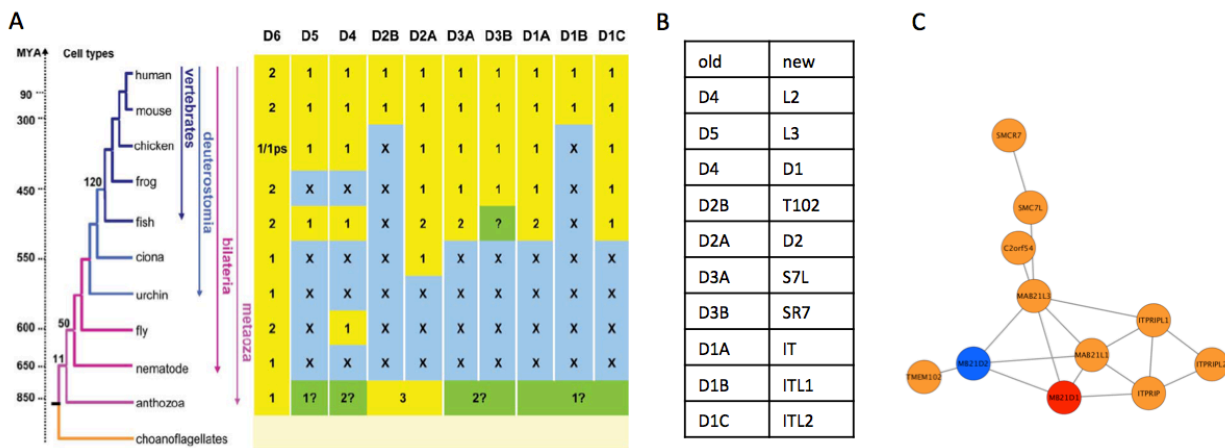 A
MYA
Cell types
D6 D5 D4 D2B D2A D3A D3B D1A D1B D1C
human 2 1 1 1 1 1 1 1 1 1
90
mouse 2 1 1 1 1 1 1 1 1 1
300
chicken 1/1ps 1 1 X 1 1 1 1 X 1
120
frog 2 X X X 1 1 1 1 X 1
450
fish 2 1 1 X 2 2 ? 2 X 1
550
ciona 1 X X X 1 X X X X X
urchin 1 X X X X X X X X X
600
50
fly 2 X 1 X X X X X X X
650
11
nematode 1 X X X X X X X X X
850
anthozoa 1 1? 2? 3 2? 1?
choanoflagellates
vertebrates
deuterostomia
bilateria
metaoza
B
old new
D4 L2
D5 L3
D4 D1
D2B T102
D2A D2
D3A S7L
D3B SR7
D1A IT
D1B ITL1
D1C ITL2
C
SMCR7
SMC7L
C2orf54
MAB21L3
ITPRIPL1
MAB21L1
ITPRIPL2
MB21D2
TMEM102
MB21D1
ITPRIP